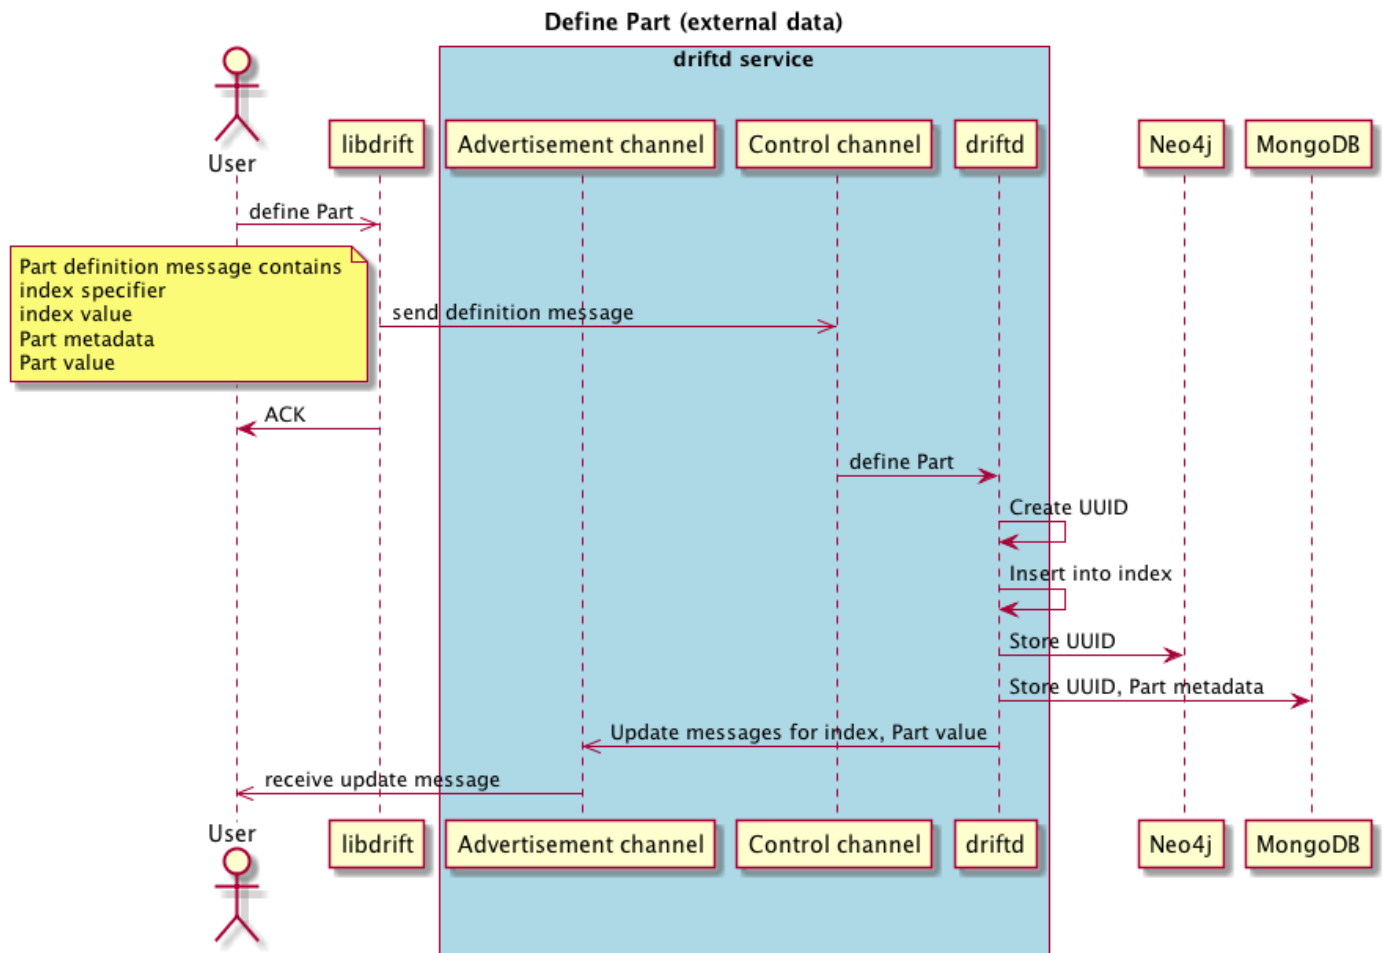 Define Part (external data)
driftd service
User
libdrift
Advertisement channel
Control channel
driftd
Neo4j
MongoDB
define Part
Part definition message contains
index specifier
index value
Part metadata
Part value
send definition message
ACK
define Part
Create UUID
Insert into index
Store UUID
Store UUID, Part metadata
Update messages for index, Part value
receive update message
User
libdrift
Advertisement channel
Control channel
driftd
Neo4j
MongoDB